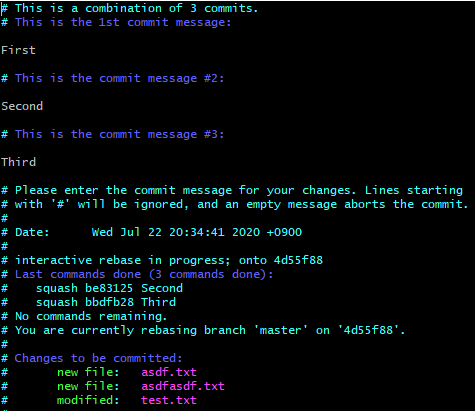 # This is a combination of 3 commits.
# This is the 1st commit message:
First
# This is the commit message #2:
Second
# This is the commit message #3:
Third
# Please enter the commit message for your changes. Lines starting
# with '#' will be ignored, and an empty message aborts the commit.
#
# Date:      Wed Jul 22 20:34:41 2020 +0900
#
# interactive rebase in progress; onto 4d55f88
# Last commands done (3 commands done):
#    squash be83125 Second
#    squash bbdfb28 Third
# No commands remaining.
# You are currently rebasing branch 'master' on '4d55f88'.
#
# Changes to be committed:
#       new file:   asdf.txt
#       new file:   asdfasdf.txt
#       modified:   test.txt
#